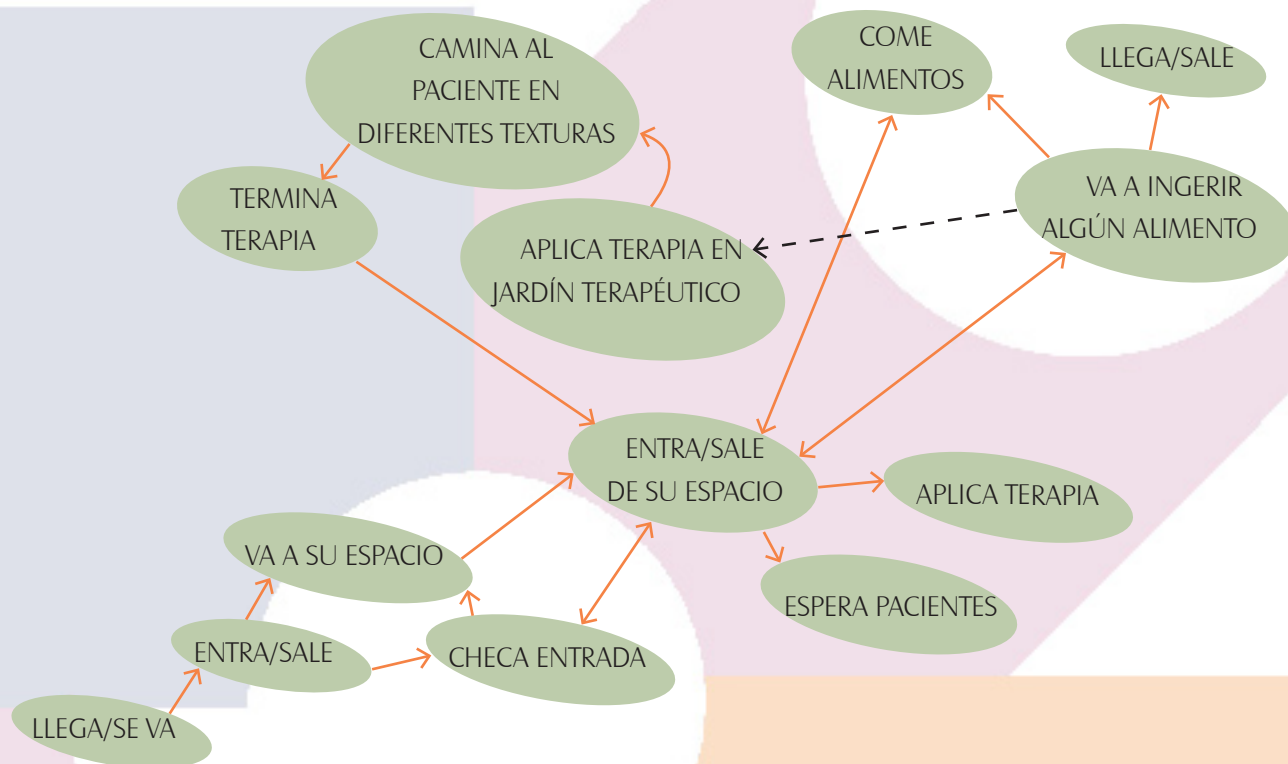 CAMINA AL
PACIENTE EN
DIFERENTES TEXTURAS
COME
ALIMENTOS
LLEGA/SALE
TERMINA
TERAPIA
APLICA TERAPIA EN
JARDÍN TERAPÉUTICO
VA A INGERIR
ALGÚN ALIMENTO
ENTRA/SALE
DE SU ESPACIO
APLICA TERAPIA
VA A SU ESPACIO
ESPERA PACIENTES
ENTRA/SALE
CHECA ENTRADA
LLEGA/SE VA